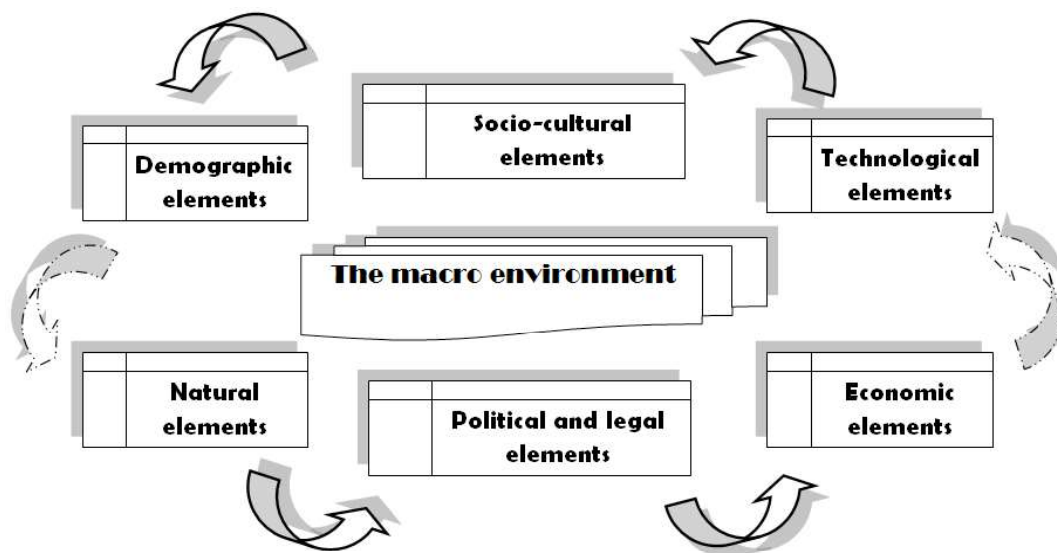 Socio-cultural
elements
Demographic
elements
Technological
elements
The macro environment
Natural
elements
Political and legal
elements
Economic
elements